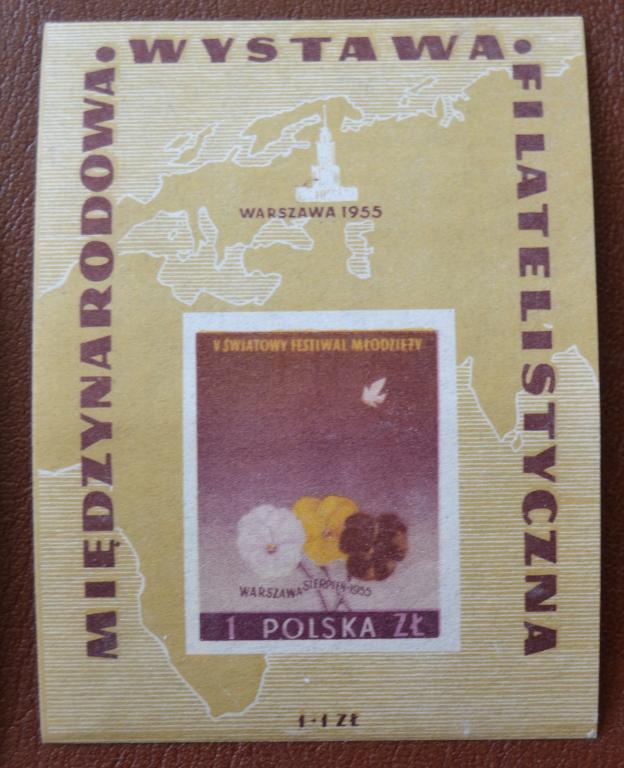 MIĘDZYNARODOWA • WYSTAWA • FILATELISTYCZNA
WARSZAWA 1955
V ŚWIATOWY FESTIWAL MŁODZIEŻY
WARSZAWA-SIERPIEŃ-1955
1 POLSKA ZŁ
1+1 ZŁ